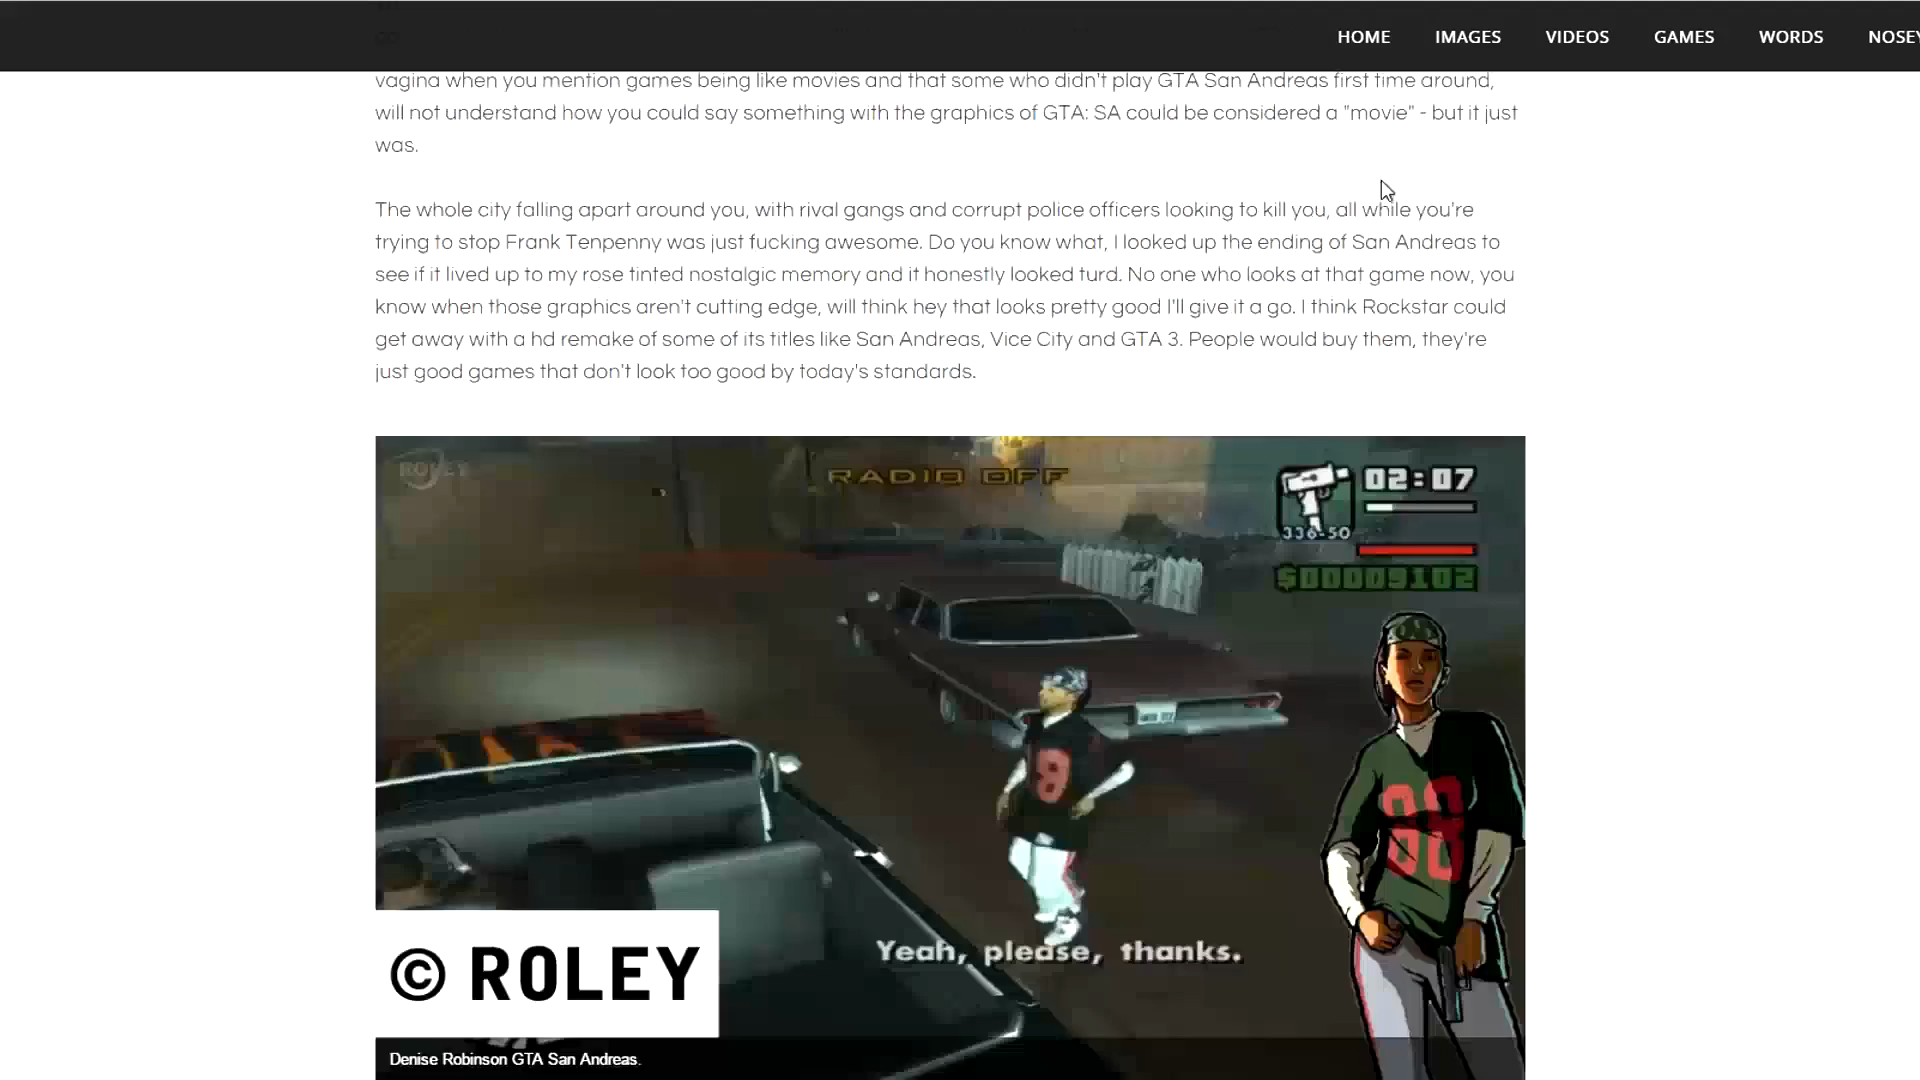 HOME IMAGES VIDEOS GAMES WORDS NOSEY
vagina when you mention games being like movies and that some who didn't play GTA San Andreas first time around,
will not understand how you could say something with the graphics of GTA: SA could be considered a "movie" - but it just
was.
The whole city falling apart around you, with rival gangs and corrupt police officers looking to kill you, all while you're
trying to stop Frank Tenpenny was just fucking awesome. Do you know what, I looked up the ending of San Andreas to
see if it lived up to my rose tinted nostalgic memory and it honestly looked turd. No one who looks at that game now, you
know when those graphics aren't cutting edge, will think hey that looks pretty good I'll give it a go. I think Rockstar could
get away with a hd remake of some of its titles like San Andreas, Vice City and GTA 3. People would buy them, they're
just good games that don't look too good by today's standards.
ROLEY
RADIO OFF
02:07
336-50
$00009102
8
88
Yeah, please, thanks.
© ROLEY
Denise Robinson GTA San Andreas.